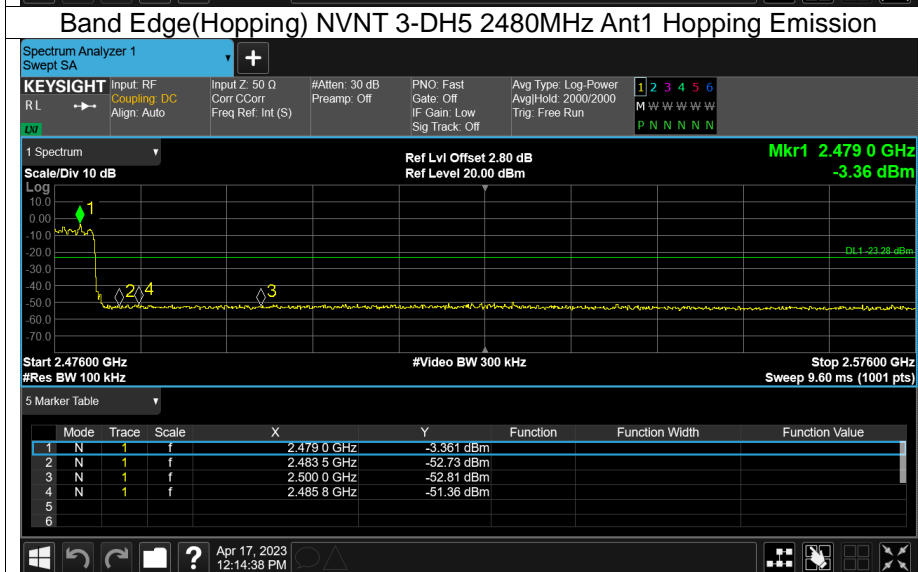 Band Edge(Hopping) NVNT 3-DH5 2480MHz Ant1 Hopping Emission
Spectrum Analyzer 1
Swept SA
+
KEYSIGHT Input: RF Input Z: 50 Ω #Atten: 30 dB PNO: Fast Avg Type: Log-Power 1 2 3 4 5 6
RL Coupling: DC Corr CCorr Preamp: Off Gate: Off Avg|Hold: 2000/2000 M W W W W W
Align: Auto Freq Ref: Int (S) IF Gain: Low Trig: Free Run
LXI Sig Track: Off P N N N N N
1 Spectrum Ref Lvl Offset 2.80 dB Mkr1 2.479 0 GHz
Scale/Div 10 dB Ref Level 20.00 dBm -3.36 dBm
Log
10.0 1
0.00
-10.0
-20.0 DL1 -23.28 dBm
-30.0
-40.0 2 4 3
-50.0
-60.0
-70.0
Start 2.47600 GHz #Video BW 300 kHz Stop 2.57600 GHz
#Res BW 100 kHz Sweep 9.60 ms (1001 pts)
5 Marker Table
Mode Trace Scale X Y Function Function Width Function Value
1 N 1 f 2.479 0 GHz -3.361 dBm
2 N 1 f 2.483 5 GHz -52.73 dBm
3 N 1 f 2.500 0 GHz -52.81 dBm
4 N 1 f 2.485 8 GHz -51.36 dBm
5
6
? Apr 17, 2023
12:14:38 PM